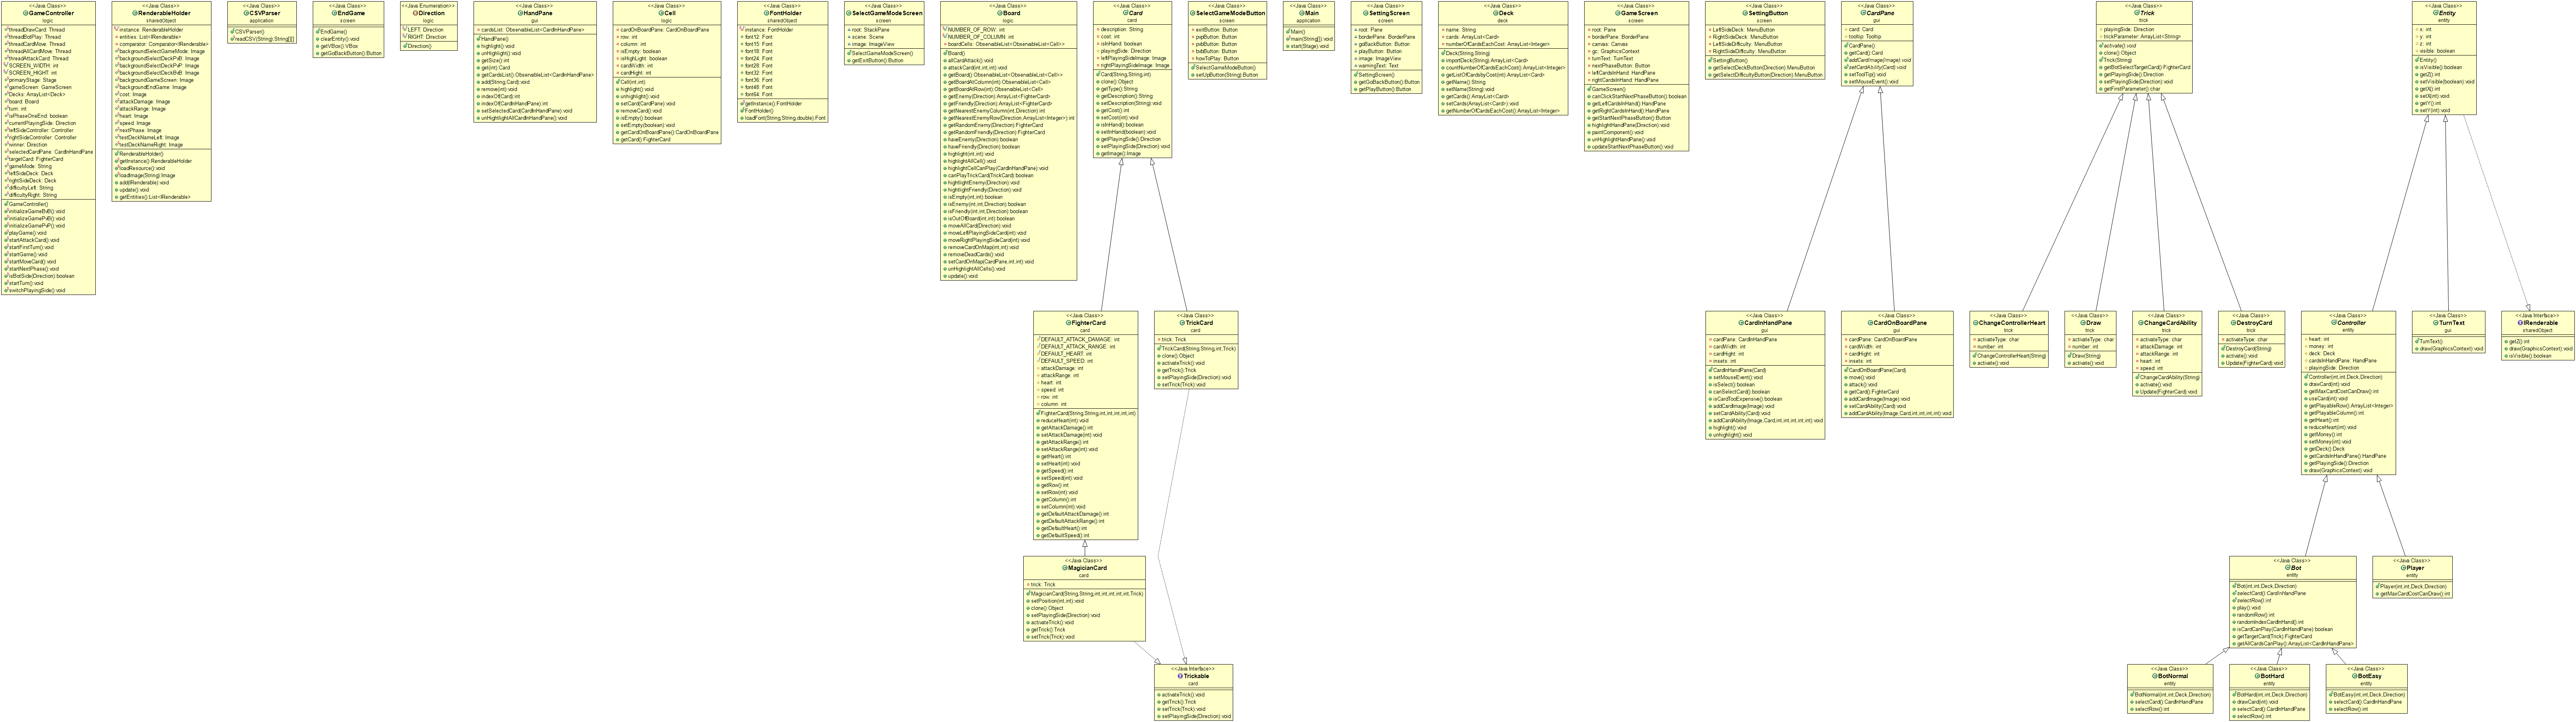 <<Java Class>>
GameController
logic
threadDrawCard: Thread
threadBotPlay: Thread
threadCardMove: Thread
threadAllCardMove: Thread
threadAttackCard: Thread
SCREEN_WIDTH: int
SCREEN_HIGHT: int
primaryStage: Stage
gameScreen: GameScreen
Decks: ArrayList<Deck>
board: Board
turn: int
isPhaseOneEnd: boolean
currentPlayingSide: Direction
leftSideController: Controller
rightSideController: Controller
winner: Direction
selectedCardPane: CardInHandPane
targetCard: FighterCard
gameMode: String
leftSideDeck: Deck
rightSideDeck: Deck
difficultyLeft: String
difficultyRight: String
GameController()
initializeGameBvB():void
initializeGamePvB():void
initializeGamePvP():void
playGame():void
startAttackCard():void
startFirstTurn():void
startGame():void
startMoveCard():void
startNextPhase():void
isBotSide(Direction):boolean
startTurn():void
switchPlayingSide():void
<<Java Class>>
RenderableHolder
sharedObject
instance: RenderableHolder
entities: List<IRenderable>
comparator: Comparator<IRenderable>
backgroundSelectGameMode: Image
backgroundSelectDeckPvB: Image
backgroundSelectDeckPvP: Image
backgroundSelectDeckBvB: Image
backgroundGameScreen: Image
backgroundEndGame: Image
cost: Image
attackDamage: Image
attackRange: Image
heart: Image
speed: Image
nextPhase: Image
testDeckNameLeft: Image
testDeckNameRight: Image
RenderableHolder()
getInstance():RenderableHolder
loadResource():void
loadImage(String):Image
add(IRenderable):void
update():void
getEntities():List<IRenderable>
<<Java Class>>
CSVParser
application
CSVParser()
readCSV(String):String[][]
<<Java Class>>
EndGame
screen
EndGame()
clearEntity():void
getVBox():VBox
getGoBackButton():Button
<<Java Enumeration>>
Direction
logic
LEFT: Direction
RIGHT: Direction
Direction()
<<Java Class>>
HandPane
gui
cardsList: ObservableList<CardInHandPane>
HandPane()
highlight():void
unHighlight():void
getSize():int
get(int):Card
getCardsList():ObservableList<CardInHandPane>
add(String,Card):void
remove(int):void
indexOf(Card):int
indexOf(CardInHandPane):int
setSelectedCard(CardInHandPane):void
unHightlightAllCardInHandPane():void
<<Java Class>>
Cell
logic
cardOnBoardPane: CardOnBoardPane
row: int
column: int
isEmpty: boolean
isHighLight: boolean
cardWidth: int
cardHight: int
Cell(int,int)
highlight():void
unhighlight():void
setCard(CardPane):void
removeCard():void
isEmpty():boolean
setEmpty(boolean):void
getCardOnBoardPane():CardOnBoardPane
getCard():FighterCard
<<Java Class>>
FontHolder
sharedObject
instance: FontHolder
font12: Font
font15: Font
font24: Font
font28: Font
font32: Font
font36: Font
font48: Font
font64: Font
getInstance():FontHolder
FontHolder()
loadFont(String,String,double):Font
<<Java Class>>
SelectGameModeScreen
screen
root: StackPane
scene: Scene
image: ImageView
SelectGameModeScreen()
getExitButton():Button
<<Java Class>>
Board
logic
NUMBER_OF_ROW: int
NUMBER_OF_COLUMN: int
boardCells: ObservableList<ObservableList<Cell>>
Board()
allCardAttack():void
attackCard(int,int,int):void
getBoard():ObservableList<ObservableList<Cell>>
getBoardAtColumn(int):ObservableList<Cell>
getBoardAtRow(int):ObservableList<Cell>
getEnemy(Direction):ArrayList<FighterCard>
getFriendly(Direction):ArrayList<FighterCard>
getNearestEnemyColumn(int,Direction):int
getNearestEnemyRow(Direction,ArrayList<Integer>):int
getRandomEnemy(Direction):FighterCard
getRandomFriendly(Direction):FighterCard
haveEnemy(Direction):boolean
haveFriendly(Direction):boolean
highlight(int,int):void
highlightAllCell():void
highlightCellCanPlay(CardInHandPane):void
canPlayTrickCard(TrickCard):boolean
hightlightEnemy(Direction):void
hightlightFriendly(Direction):void
isEmpty(int,int):boolean
isEnemy(int,int,Direction):boolean
isFriendly(int,int,Direction):boolean
isOutOfBoard(int,int):boolean
moveAllCard(Direction):void
moveLeftPlayingSideCard(int):void
moveRightPlayingSideCard(int):void
removeCardOnMap(int,int):void
removeDeadCards():void
setCardOnMap(CardPane,int,int):void
unHighlightAllCells():void
update():void
<<Java Class>>
Card
card
description: String
cost: int
isInHand: boolean
playingSide: Direction
leftPlayingSideImage: Image
rightPlayingSideImage: Image
Card(String,String,int)
clone():Object
getType():String
getDescription():String
setDescription(String):void
getCost():int
setCost(int):void
isInHand():boolean
setInHand(boolean):void
getPlayingSide():Direction
setPlayingSide(Direction):void
getImage():Image
<<Java Class>>
SelectGameModeButton
screen
exitButton: Button
pvpButton: Button
pvbButton: Button
bvbButton: Button
howToPlay: Button
SelectGameModeButton()
setUpButton(String):Button
<<Java Class>>
Main
application
Main()
main(String[]):void
start(Stage):void
<<Java Class>>
SettingScreen
screen
root: Pane
borderPane: BorderPane
goBackButton: Button
playButton: Button
image: ImageView
warningText: Text
SettingScreen()
getGoBackButton():Button
getPlayButton():Button
<<Java Class>>
Deck
deck
name: String
cards: ArrayList<Card>
numberOfCardsEachCost: ArrayList<Integer>
Deck(String,String)
importDeck(String):ArrayList<Card>
countNumberOfCardsEachCost():ArrayList<Integer>
getName():String
getListOfCardsbyCost(int):ArrayList<Card>
setName(String):void
getCards():ArrayList<Card>
setCards(ArrayList<Card>):void
getNumberOfCardsEachCost():ArrayList<Integer>
<<Java Class>>
GameScreen
screen
root: Pane
borderPane: BorderPane
canvas: Canvas
gc: GraphicsContext
turnText: TurnText
nextPhaseButton: Button
leftCardsInHand: HandPane
rightCardsInHand: HandPane
GameScreen()
canClickStartNextPhaseButton():boolean
getLeftCardsInHand():HandPane
getRightCardsInHand():HandPane
getStartNextPhaseButton():Button
highlightHandPane(Direction):void
paintComponent():void
unHighlightHandPane():void
updateStartNextPhaseButton():void
<<Java Class>>
SettingButton
screen
LeftSideDeck: MenuButton
RightSideDeck: MenuButton
LeftSideDifficulty: MenuButton
RightSideDifficulty: MenuButton
SettingButton()
getSelectDeckButton(Direction):MenuButton
getSelectDifficultyButton(Direction):MenuButton
<<Java Class>>
CardPane
gui
card: Card
tooltip: Tooltip
CardPane()
getCard():Card
addCardImage(Image):void
setCardAbility(Card):void
setToolTip():void
setMouseEvent():void
<<Java Class>>
Trick
trick
playingSide: Direction
trickParameter: ArrayList<String>
activate():void
clone():Object
Trick(String)
getBotSelectTargetCard():FighterCard
getPlayingSide():Direction
setPlayingSide(Direction):void
getFirstParameter():char
<<Java Class>>
Entity
entity
x: int
y: int
z: int
visible: boolean
Entity()
isVisible():boolean
setVisible(boolean):void
getZ():int
getX():int
setX(int):void
getY():int
setY(int):void
<<Java Class>>
FighterCard
card
DEFAULT_ATTACK_DAMAGE: int
DEFAULT_ATTACK_RANGE: int
DEFAULT_HEART: int
DEFAULT_SPEED: int
attackDamage: int
attackRange: int
heart: int
speed: int
row: int
column: int
FighterCard(String,String,int,int,int,int,int)
reduceHeart(int):void
getAttackDamage():int
setAttackDamage(int):void
getAttackRange():int
setAttackRange(int):void
getHeart():int
setHeart(int):void
getSpeed():int
setSpeed(int):void
getRow():int
setRow(int):void
getColumn():int
setColumn(int):void
getDefaultAttackDamage():int
getDefaultAttackRange():int
getDefaultHeart():int
getDefaultSpeed():int
<<Java Class>>
TrickCard
card
trick: Trick
TrickCard(String,String,int,Trick)
clone():Object
activateTrick():void
getTrick():Trick
setPlayingSide(Direction):void
setTrick(Trick):void
<<Java Class>>
CardInHandPane
gui
cardPane: CardInHandPane
cardWidth: int
cardHight: int
insets: int
CardInHandPane(Card)
setMouseEvent():void
isSelect():boolean
canSelectCard():boolean
isCardTooExpensive():boolean
addCardImage(Image):void
setCardAbility(Card):void
addCardAbility(Image,Card,int,int,int,int,int):void
highlight():void
unhighlight():void
<<Java Class>>
CardOnBoardPane
gui
cardPane: CardOnBoardPane
cardWidth: int
cardHight: int
insets: int
CardOnBoardPane(Card)
move():void
attack():void
getCard():FighterCard
addCardImage(Image):void
setCardAbility(Card):void
addCardAbility(Image,Card,int,int,int,int):void
<<Java Class>>
ChangeControllerHeart
trick
activateType: char
number: int
ChangeControllerHeart(String)
activate():void
<<Java Class>>
Draw
trick
activateType: char
number: int
Draw(String)
activate():void
<<Java Class>>
ChangeCardAbility
trick
activateType: char
attackDamage: int
attackRange: int
heart: int
speed: int
ChangeCardAbility(String)
activate():void
Update(FighterCard):void
<<Java Class>>
DestroyCard
trick
activateType: char
DestroyCard(String)
activate():void
Update(FighterCard):void
<<Java Class>>
Controller
entity
heart: int
money: int
deck: Deck
cardsInHandPane: HandPane
playingSide: Direction
Controller(int,int,Deck,Direction)
drawCard(int):void
getMaxCardCostCanDraw():int
useCard(int):void
getPlayableRow():ArrayList<Integer>
getPlayableColumn():int
getHeart():int
reduceHeart(int):void
getMoney():int
setMoney(int):void
getDeck():Deck
getCardsInHandPane():HandPane
getPlayingSide():Direction
draw(GraphicsContext):void
<<Java Class>>
TurnText
gui
TurnText()
draw(GraphicsContext):void
<<Java Interface>>
IRenderable
sharedObject
getZ():int
draw(GraphicsContext):void
isVisible():boolean
<<Java Class>>
MagicianCard
card
trick: Trick
MagicianCard(String,String,int,int,int,int,int,Trick)
setPosition(int,int):void
clone():Object
setPlayingSide(Direction):void
activateTrick():void
getTrick():Trick
setTrick(Trick):void
<<Java Class>>
Bot
entity
Bot(int,int,Deck,Direction)
selectCard():CardInHandPane
selectRow():int
play():void
randomRow():int
randomIndexCardInHand():int
isCardCanPlay(CardInHandPane):boolean
getTargetCard(Trick):FighterCard
getAllCardsCanPlay():ArrayList<CardInHandPane>
<<Java Class>>
Player
entity
Player(int,int,Deck,Direction)
getMaxCardCostCanDraw():int
<<Java Interface>>
Trickable
card
activateTrick():void
getTrick():Trick
setTrick(Trick):void
setPlayingSide(Direction):void
<<Java Class>>
BotNormal
entity
BotNormal(int,int,Deck,Direction)
selectCard():CardInHandPane
selectRow():int
<<Java Class>>
BotHard
entity
BotHard(int,int,Deck,Direction)
drawCard(int):void
selectCard():CardInHandPane
selectRow():int
<<Java Class>>
BotEasy
entity
BotEasy(int,int,Deck,Direction)
selectCard():CardInHandPane
selectRow():int